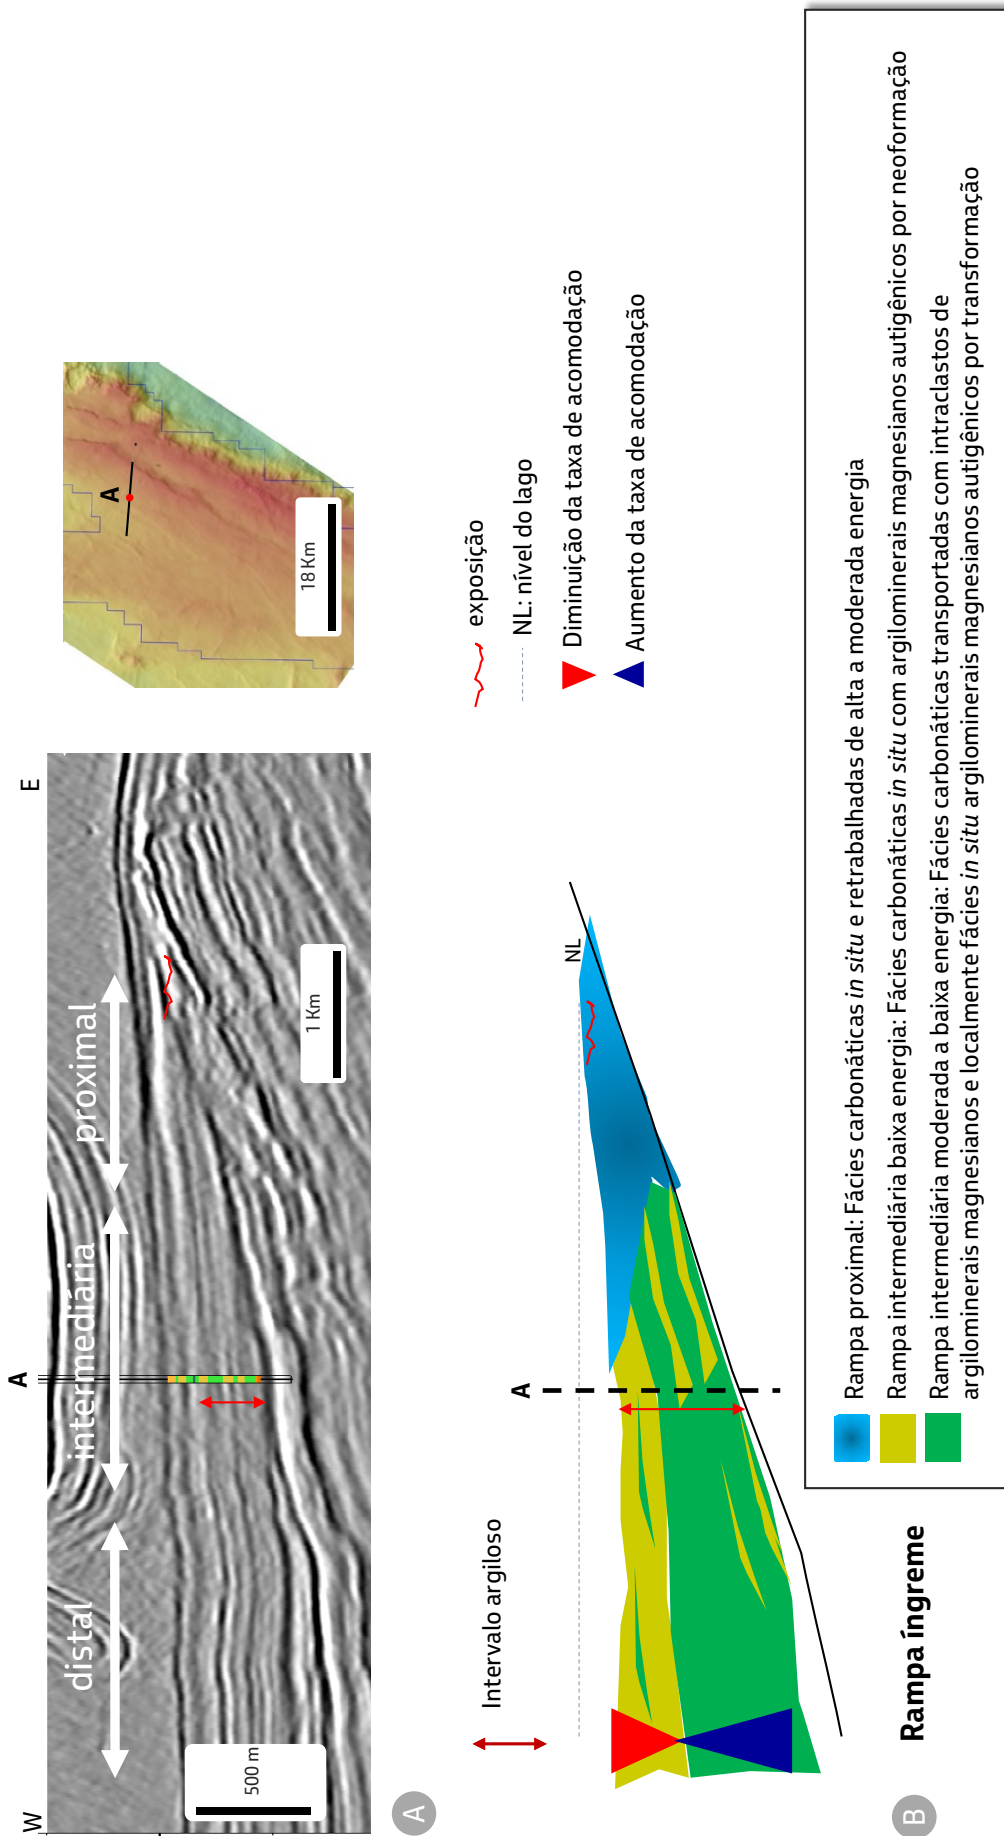 W
E
A
distal
intermediária
proximal
500 m
1 Km
A
18 Km
A
Intervalo argiloso
exposição
NL: nível do lago
Diminuição da taxa de acomodação
Aumento da taxa de acomodação
A
NL
Rampa íngreme
B
Rampa proximal: Fácies carbonáticas in situ e retrabalhadas de alta a moderada energia
Rampa intermediária baixa energia: Fácies carbonáticas in situ com argilominerais magnesianos autigênicos por neoformação
Rampa intermediária moderada a baixa energia: Fácies carbonáticas transportadas com intraclastos de
argilominerais magnesianos e localmente fácies in situ argilominerais magnesianos autigênicos por transformação